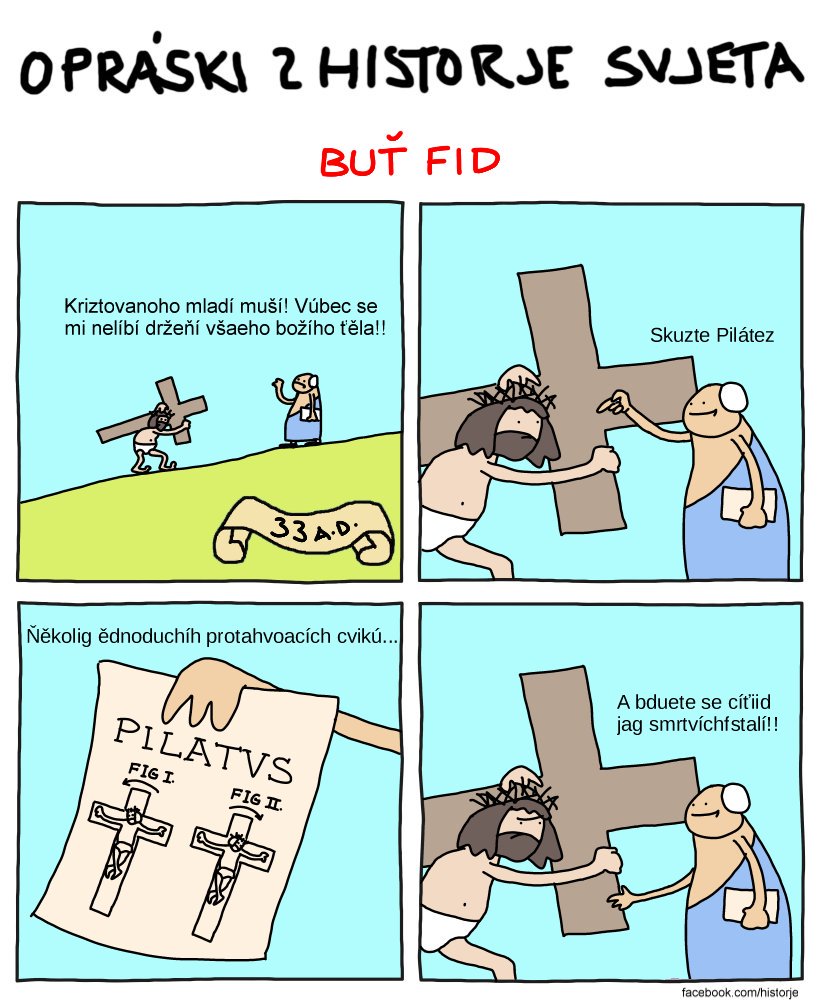 OPRÁSKI Z HISTORJE SVJETA
BUŤ FID
Kriztovanoho mladí muší! Vúbec se
mi nelíbí držeňí všaeho božího ťěla!!
33 A.D.
Skuzte Pilátez
Ňěkolig ědnoduchíh protahvoacích cvikú...
PILATVS
FIG I.
FIG II.
A bduete se cíťiid
jag smrtvíchfstalí!!
facebook.com/historje